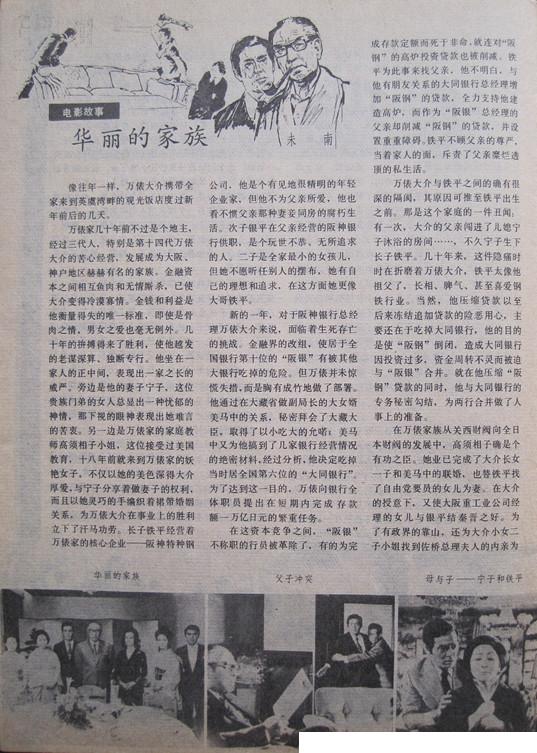 电影故事
华丽的家族
未南
像往年一样，万俵大介携带全
家来到英虞湾畔的观光饭店度过新
年前后的几天。
万俵家几十年前不过是个地主，
经过三代人，特别是第十四代万俵
大介的苦心经营，发展成为大阪、
神户地区赫赫有名的家族。金融资
本之间相互鱼肉和无情厮杀，已使
大介变得冷漠寡情。金钱和利益是
他衡量得失的唯一标准，即使是骨
肉之情，男女之爱也毫无例外。几
十年的拚搏得来了胜利，使他越发
的老谋深算、独断专行。他坐在一
家人的正中间，表现出一家之长的
威严。旁边是他的妻子宁子，这位
贵族门弟的女人总显出一种忧郁的
神情，那下视的眼神表现出她难言
的苦衷。另一边是万俵家的家庭教
师高须相子小姐，这位接受过美国
教育，十八年前就来到万俵家的妖
艳女子，不仅以她的美色深得大介
厚爱，与宁子分享着做妻子的权利，
而且以她灵巧的手编织着裙带婚姻
关系，为万俵大介在事业上的胜利
立下了汗马功劳。长子铁平经营着
万俵家的核心企业——阪神特种钢
公司，他是个有见地很精明的年轻
企业家，但他不为父亲所爱，他也
看不惯父亲那种妻妾同房的腐朽生
活。次子银平在父亲经营的阪神银
行供职，是个玩世不恭、无所追求
的人。二子是全家最小的女孩儿，
但她不愿听任别人的摆布，她有自
己的理想和追求，在这方面她更像
大哥铁平。
新的一年，对于阪神银行总经
理万俵大介来说，面临着生死存亡
的挑战。金融界的改组，使居于全
国银行第十位的“阪银”有被其他
大银行吃掉的危险。但万俵并未惊
慌失措，而是胸有成竹地做了部署。
他通过在大藏省做副局长的大女婿
美马中的关系，秘密拜会了大藏大
臣，取得了以小吃大的允喏；美马
中又为他搞到了几家银行经营情况
的绝密材料，经过分析，他决定吃掉
当时居全国第六位的“大同银行”。
为了达到这一目的，万俵向银行全
体职员提出在短期内完成存款
额一万亿日元的繁重任务。
在这资本竞争之间，“阪银”
不称职的行员被革除了，有的为完
成存款定额而死于非命，就连对“阪
钢”的高炉投资贷款也被削减。铁
平为此事来找父亲，他不明白，与
他有朋友关系的大同银行总经理增
加“阪钢”的贷款，全力支持他建
造高炉，而作为“阪银”总经理的
父亲却削减“阪钢”的贷款，并设
置重重障碍。铁平不顾父亲的尊严，
当着家人的面，斥责了父亲糜烂透
顶的私生活。
万俵大介与铁平之间的确有很
深的隔阂，其原因可推至铁平出生
之前。那是这个家庭的一件丑闻，
有一次，大介的父亲闯进了儿媳宁
子沐浴的房间……，不久宁子生下
长子铁平。几十年来，这件隐痛时
时在折磨着万俵大介，铁平太像他
祖父了，长相、脾气、甚至喜爱钢
铁行业。当然，他压缩贷款以至
后来冻结追加贷款的险恶用心，主
要还在于吃掉大同银行，他的目的
是使“阪钢”倒闭，造成大同银行
因投资过多，资金周转不灵而被迫
与“阪银”合并。就在他压缩“阪
钢”贷款的同时，他与大同银行的
专务秘密勾结，为两行合并做了人
事上的准备。
在万俵家族从关西财阀向全日
本财阀的发展中，高须相子确是个
有功之臣。她业已完成了大介长女
一子和美马中的联婚，也替铁平找
了自由党要员的女儿为妻。在大介
的授意下，又使大阪重工业公司经
理的女儿与银平结秦晋之好。为
了有政界的靠山，还为大介小女二
子小姐找到佐桥总理夫人的内亲为
华丽的家族
父子冲突
母与子——宁子和铁平